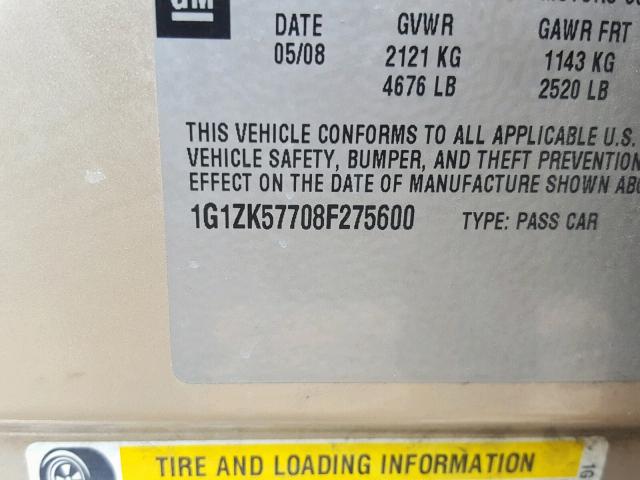 GM
DATE GVWR GAWR FRT
05/08 2121 KG 1143 KG
4676 LB 2520 LB
THIS VEHICLE CONFORMS TO ALL APPLICABLE U.S.
VEHICLE SAFETY, BUMPER, AND THEFT PREVENTION
EFFECT ON THE DATE OF MANUFACTURE SHOWN AB
1G1ZK57708F275600 TYPE: PASS CAR
TIRE AND LOADING INFORMATION
1G